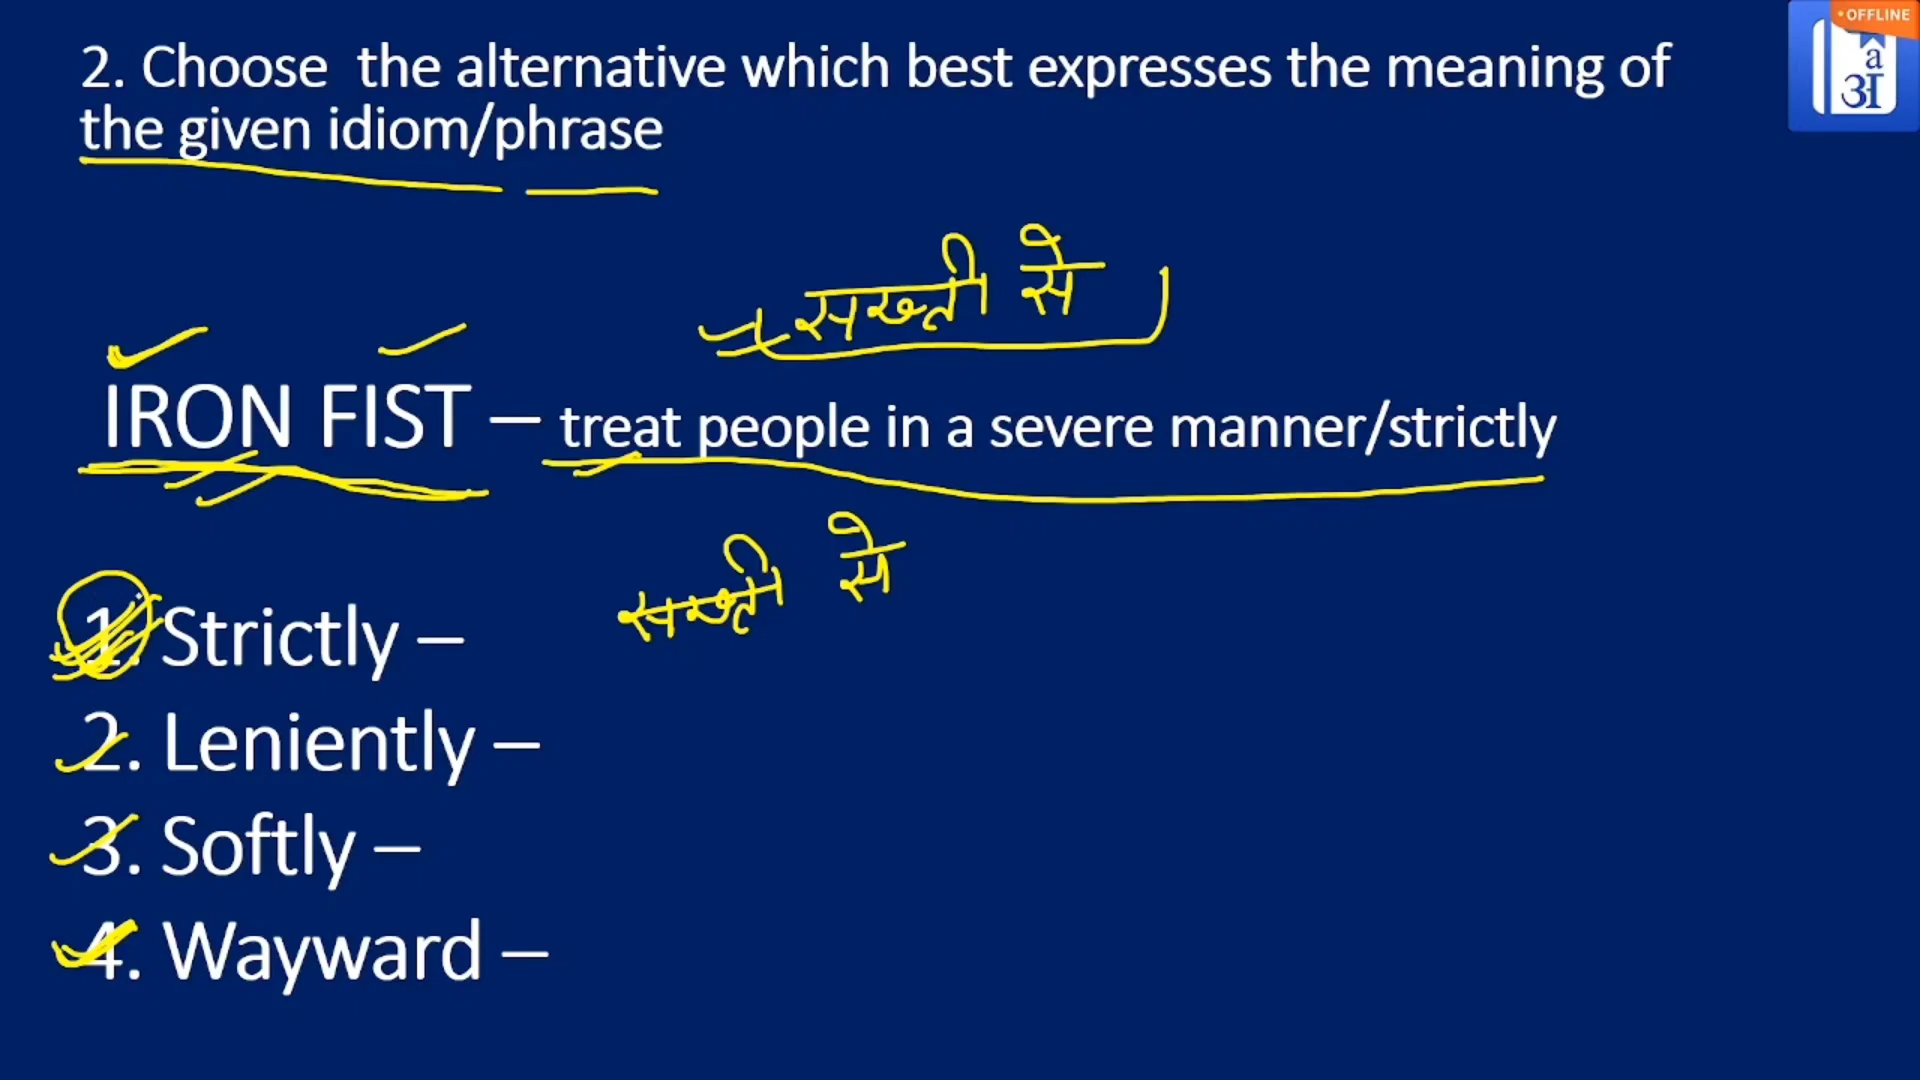 • OFFLINE
a
अ
2. Choose the alternative which best expresses the meaning of
the given idiom/phrase
सख्ती से
IRON FIST – treat people in a severe manner/strictly
सख्ती से
1. Strictly –
2. Leniently –
3. Softly –
4. Wayward –